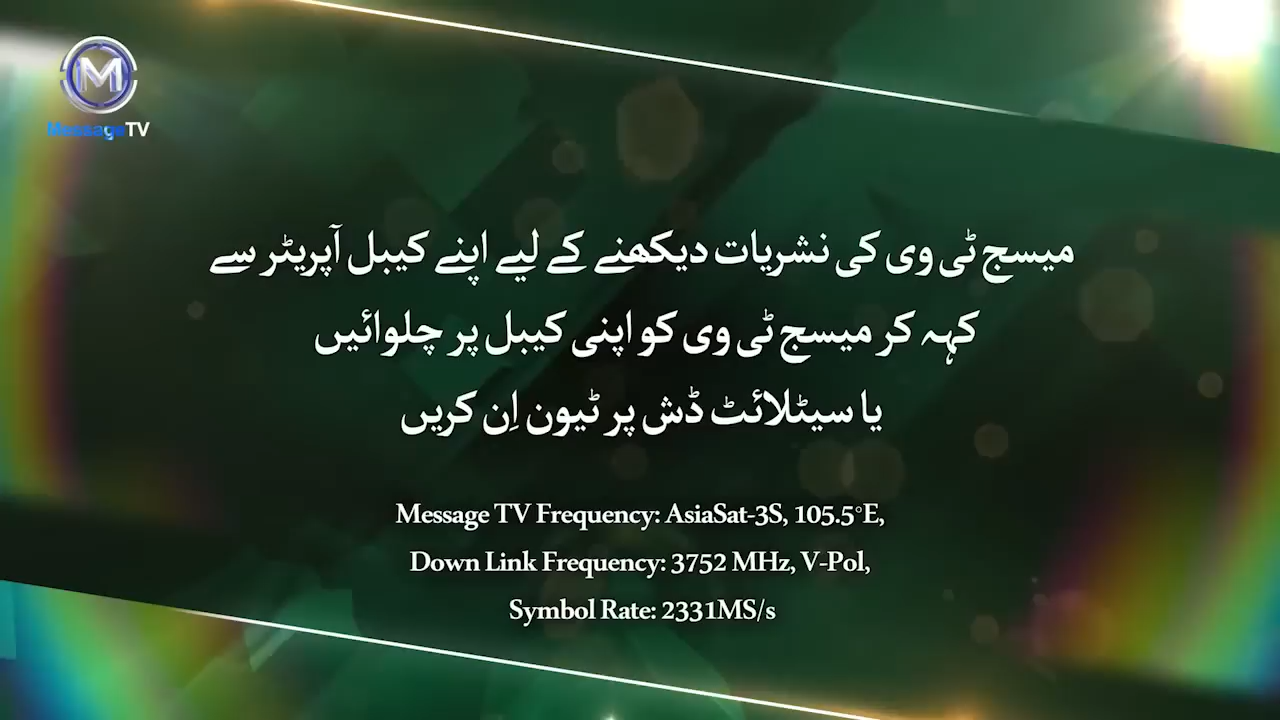 M
MessageTV
میسج ٹی وی کی نشریات دیکھنے کے لیے اپنے کیبل آپریٹر سے
کہہ کر میسج ٹی وی کو اپنی کیبل پر چلوائیں
یا سیٹلائٹ ڈش پر ٹیون اِن کریں
Message TV Frequency: AsiaSat-3S, 105.5°E,
Down Link Frequency: 3752 MHz, V-Pol,
Symbol Rate: 2331MS/s